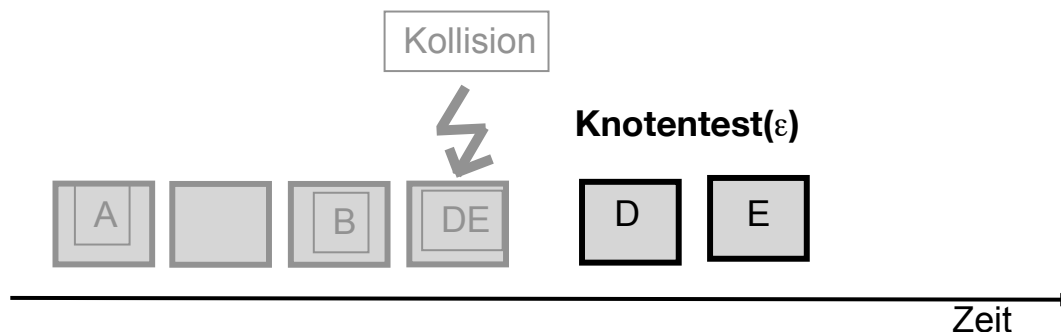 Kollision
Knotentest(ε)
A
B
DE
D
E
Zeit